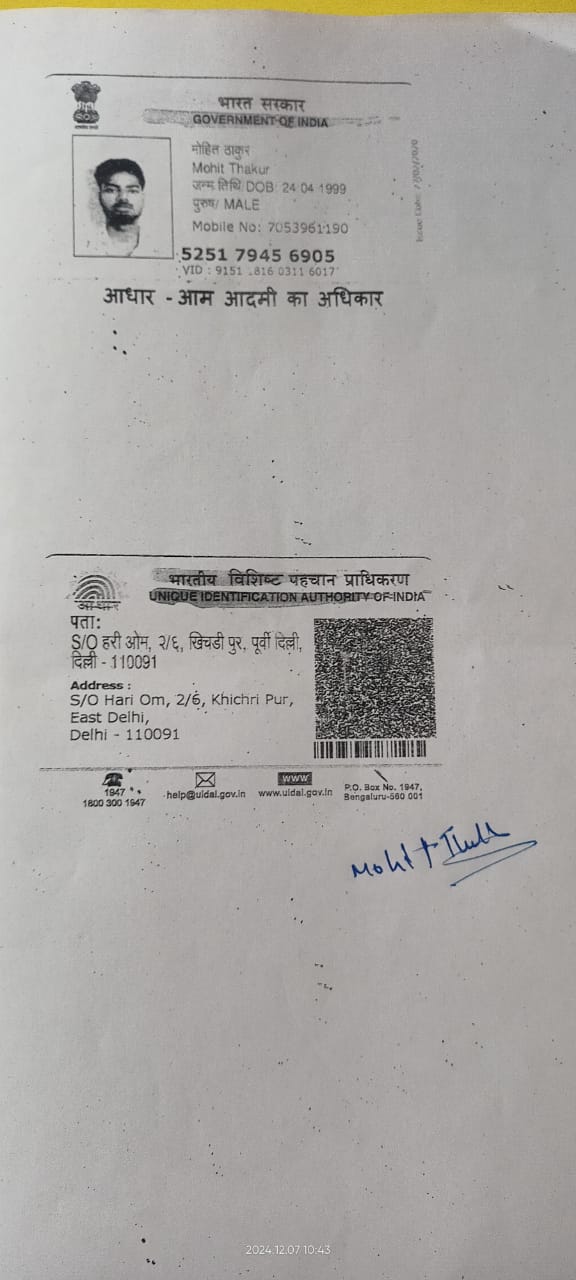 भारत सरकार
GOVERNMENT OF INDIA
मोहित ठाकुर
Mohit Thakur
जन्म तिथि/DOB: 24 04 1999
पुरुष/ MALE
Mobile No: 7053961190
5251 7945 6905
VID : 9151 816 0311 6017
आधार - आम आदमी का अधिकार
भारतीय विशिष्ट पहचान प्राधिकरण
UNIQUE IDENTIFICATION AUTHORITY OF INDIA
आधार
पता:
S/O हरी ओम, २/६, खिचडी पुर, पूर्वी दिल्ली,
दिल्ली - 110091
Address :
S/O Hari Om, 2/6, Khichri Pur,
East Delhi,
Delhi - 110091
1947
1800 300 1947
help@uidai.gov.in
www
www.uidai.gov.in
P.O. Box No. 1947,
Bengaluru-560 001
Mohit
2024.12.07 10:43